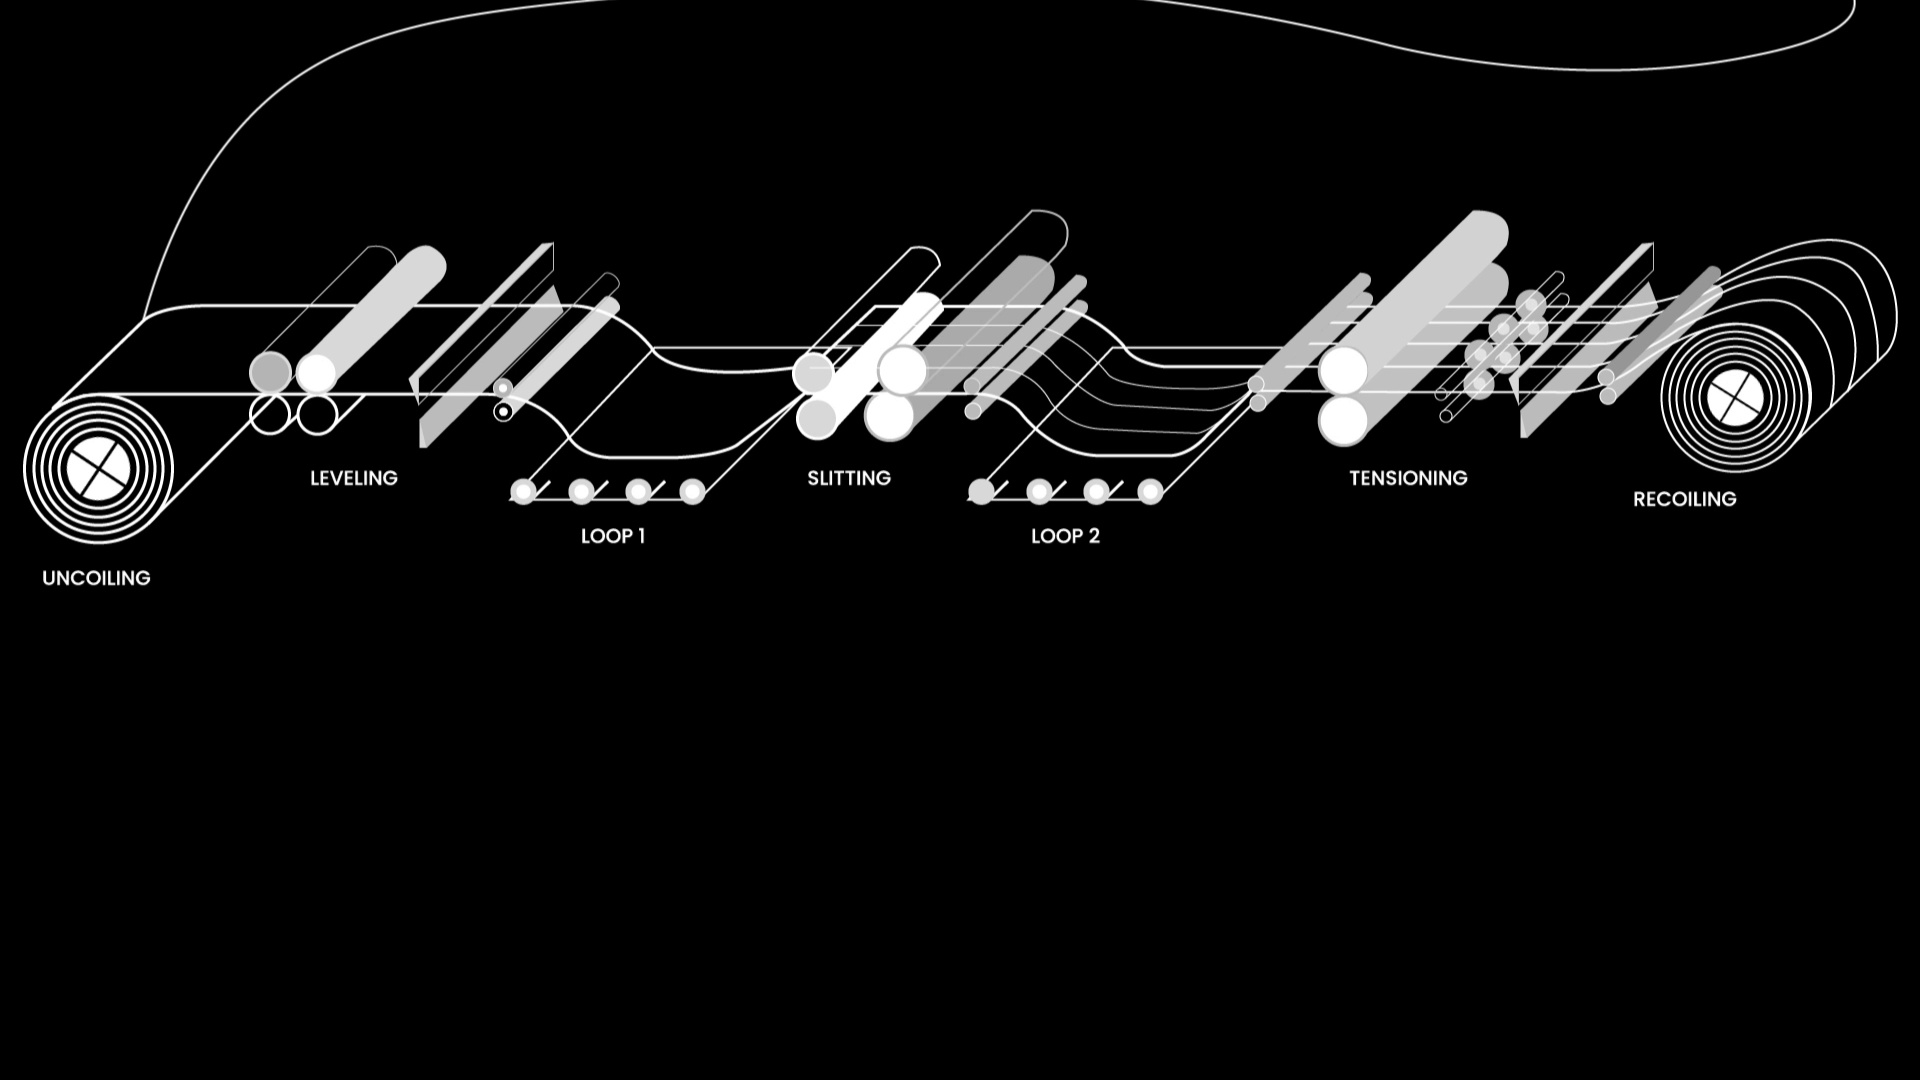 UNCOILING
LEVELING
LOOP 1
SLITTING
LOOP 2
TENSIONING
RECOILING